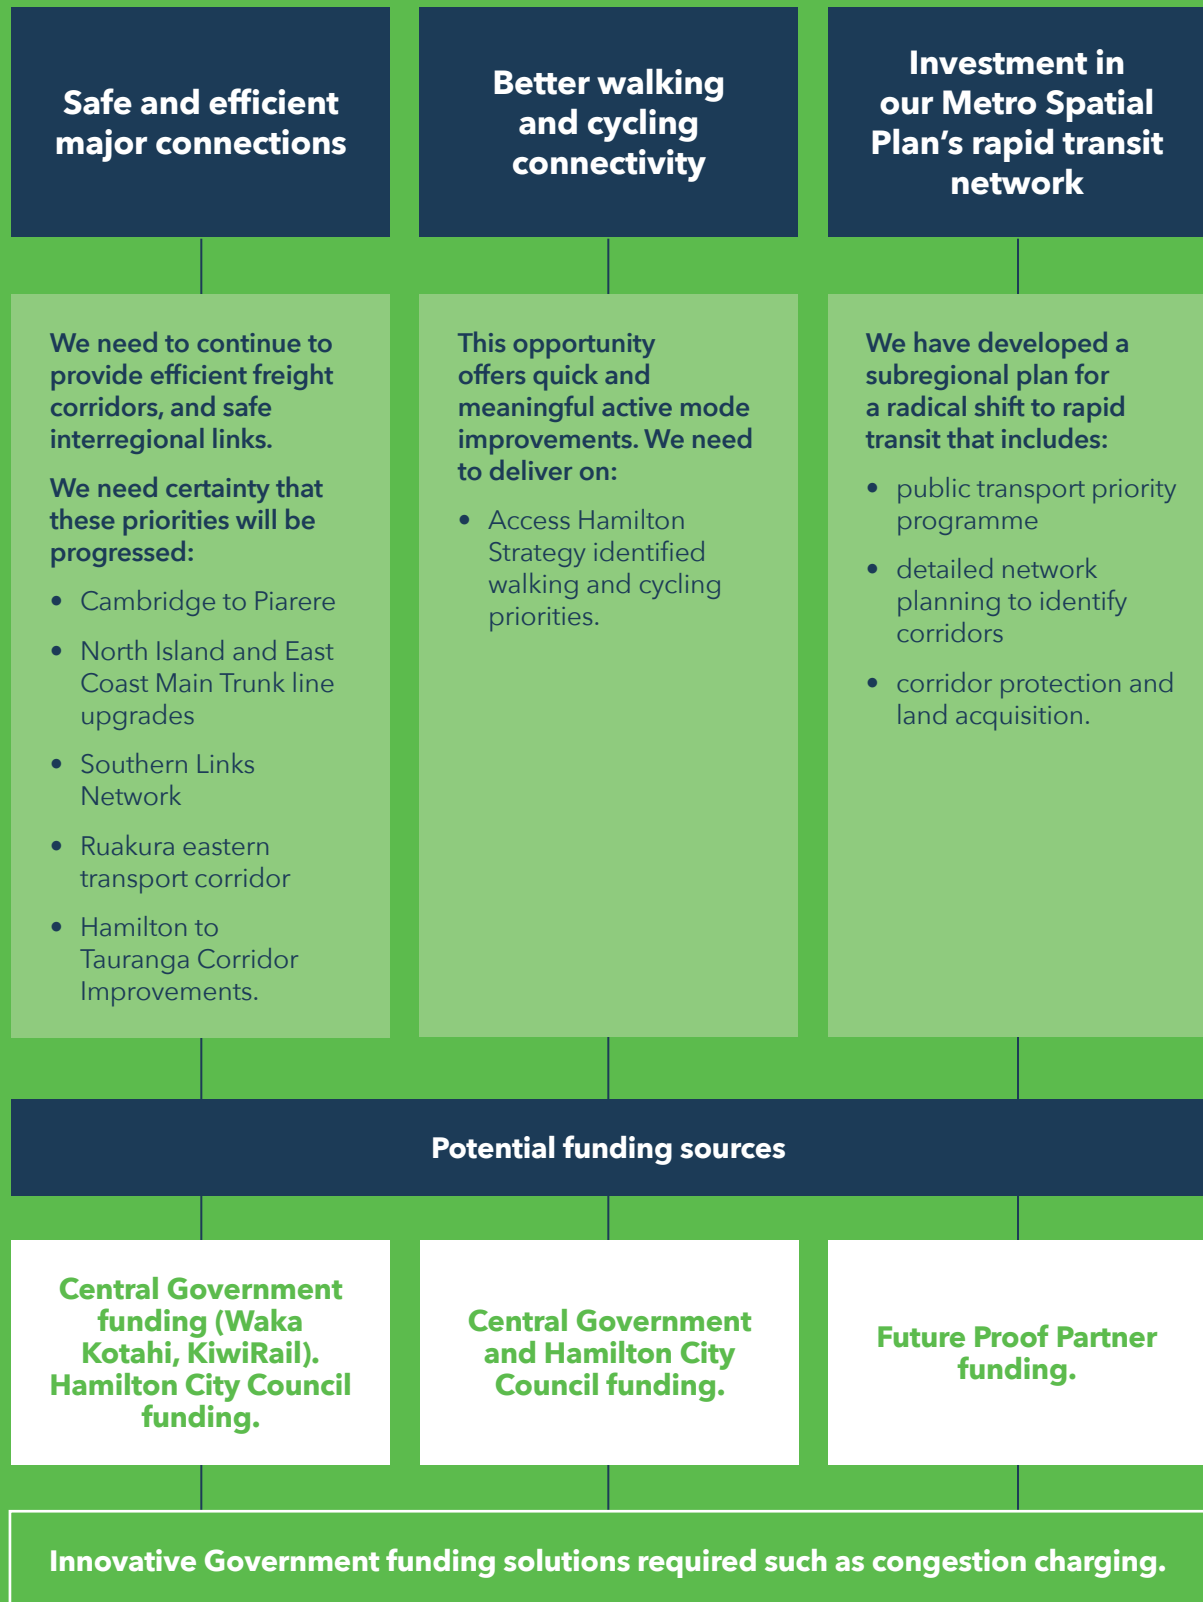 Safe and efficient
major connections
Better walking
and cycling
connectivity
Investment in
our Metro Spatial
Plan's rapid transit
network
We need to continue to
provide efficient freight
corridors, and safe
interregional links.
We need certainty that
these priorities will be
progressed:
• Cambridge to Piarere
• North Island and East
Coast Main Trunk line
upgrades
• Southern Links
Network
• Ruakura eastern
transport corridor
• Hamilton to
Tauranga Corridor
Improvements.
This opportunity
offers quick and
meaningful active mode
improvements. We need
to deliver on:
• Access Hamilton
Strategy identified
walking and cycling
priorities.
We have developed a
subregional plan for
a radical shift to rapid
transit that includes:
• public transport priority
programme
• detailed network
planning to identify
corridors
• corridor protection and
land acquisition.
Potential funding sources
Central Government
funding (Waka
Kotahi, KiwiRail).
Hamilton City Council
funding.
Central Government
and Hamilton City
Council funding.
Future Proof Partner
funding.
Innovative Government funding solutions required such as congestion charging.